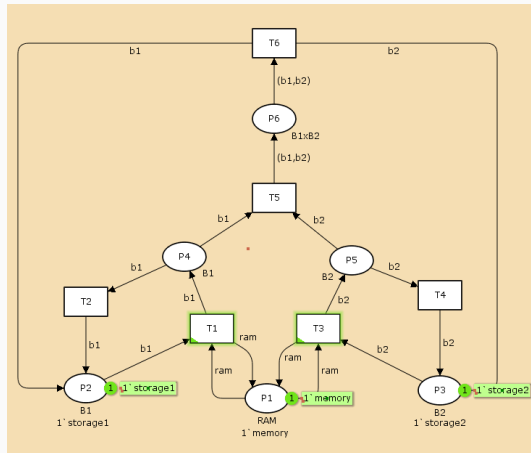 b1
T6
b2
(b1,b2)
P6
B1xB2
(b1,b2)
T5
b1
b2
P4
P5
B1
B2
b1
b2
T2
b1
b2
T4
T1
T3
ram
ram
b1
b1
ram
ram
b2
b2
P2
1
1`storage1
P1
1
1`memory
P3
1
1`storage2
B1
RAM
B2
1`storage1
1`memory
1`storage2